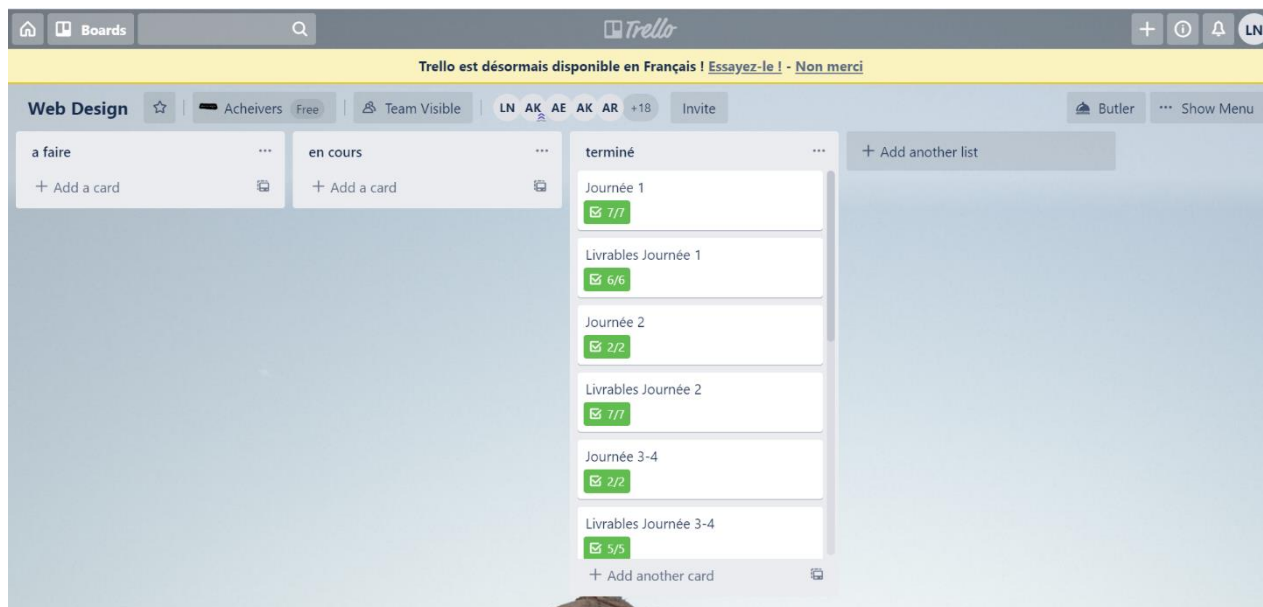 Boards
Trello
LN
Trello est désormais disponible en Français ! Essayez-le ! - Non merci
Web Design
Acheivers Free
Team Visible
LN AK AE AK AR +18
Invite
Butler
... Show Menu
a faire ...
+ Add a card
en cours ...
+ Add a card
terminé ...
Journée 1
7/7
Livrables Journée 1
6/6
Journée 2
2/2
Livrables Journée 2
7/7
Journée 3-4
2/2
Livrables Journée 3-4
5/5
+ Add another card
+ Add another list